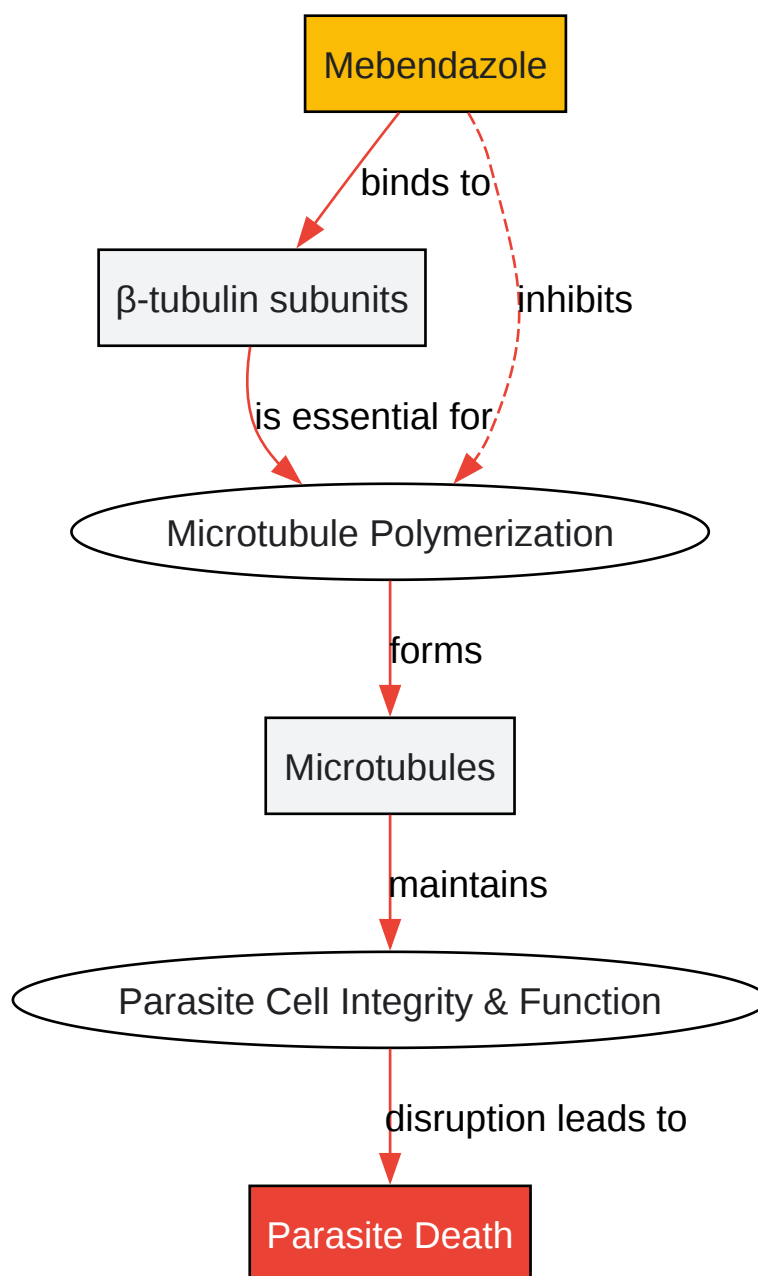 Mebendazole
binds to
β-tubulin subunits
inhibits
is essential for
Microtubule Polymerization
forms
Microtubules
maintains
Parasite Cell Integrity & Function
disruption leads to
Parasite Death